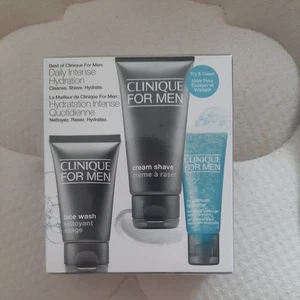 Best of Clinique For Men:
Daily Intense
Hydration
Cleanse. Shave. Hydrate.
Le Meilleur de Clinique For Men:
Hydratation Intense
Quotidienne
Nettoyez. Rasez. Hydratez.
CLINIQUE
FOR MEN
cream shave
crème à raser
Try & Travel
CLINIQUE
FOR MEN
face wash
nettoyant
visage
CLINIQUE
FOR MEN